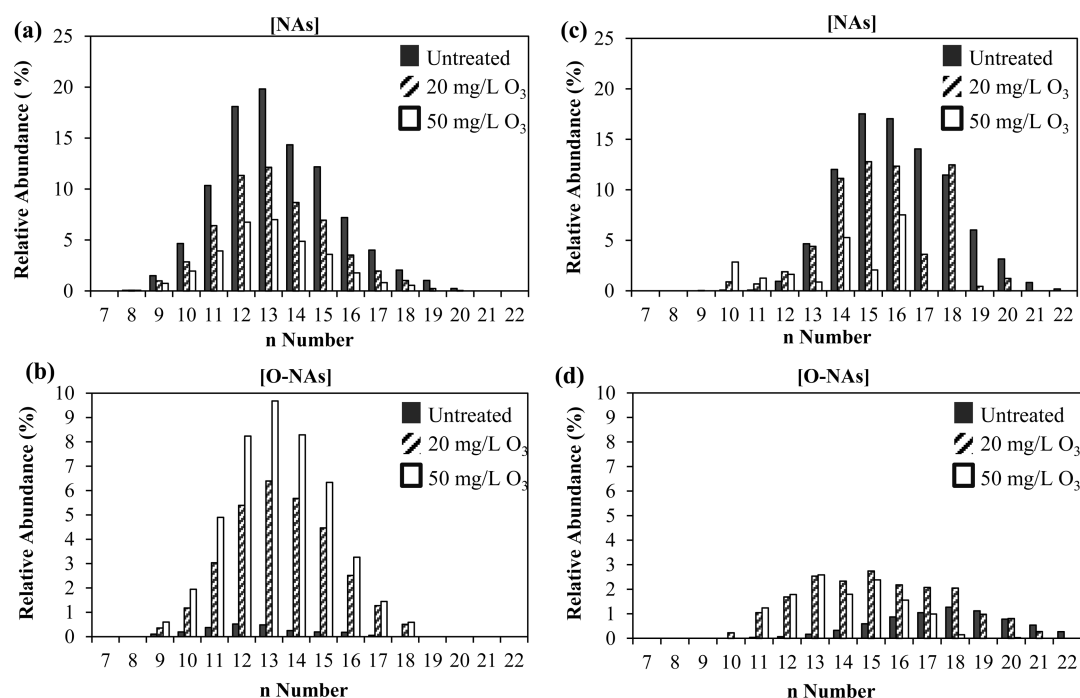 (a)
[NAs]
25
20
15
10
5
0
Relative Abundance ( %)
Untreated
20 mg/L O₃
50 mg/L O₃
7 8 9 10 11 12 13 14 15 16 17 18 19 20 21 22
n Number
(c)
[NAs]
25
20
15
10
5
0
Relative Abundance (%)
Untreated
20 mg/L O₃
50 mg/L O₃
7 8 9 10 11 12 13 14 15 16 17 18 19 20 21 22
n Number
(b)
[O-NAs]
10
9
8
7
6
5
4
3
2
1
0
Relative Abundance (%)
Untreated
20 mg/L O₃
50 mg/L O₃
7 8 9 10 11 12 13 14 15 16 17 18 19 20 21 22
n Number
(d)
[O-NAs]
10
9
8
7
6
5
4
3
2
1
0
Relative Abundance (%)
Untreated
20 mg/L O₃
50 mg/L O₃
7 8 9 10 11 12 13 14 15 16 17 18 19 20 21 22
n Number